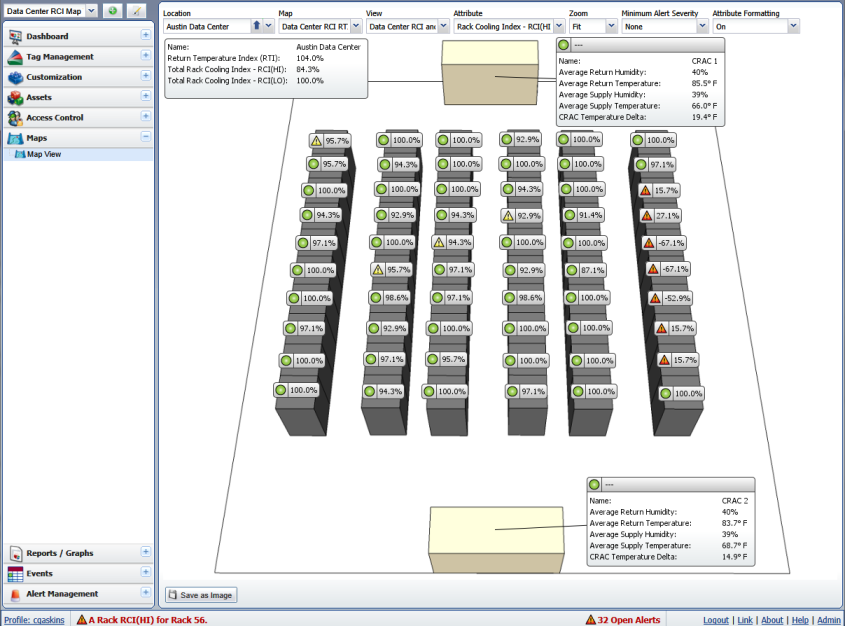 Data Center RCI Map
Dashboard
Tag Management
Customization
Assets
Access Control
Maps
Map View
Reports / Graphs
Events
Alert Management
Location Map View Attribute Zoom Minimum Alert Severity Attribute Formatting
Austin Data Center Data Center RCI RT Data Center RCI and Rack Cooling Index - RCI(HI Fit None On
Name: Austin Data Center
Return Temperature Index (RTI): 104.0%
Total Rack Cooling Index - RCI(HI): 84.3%
Total Rack Cooling Index - RCI(LO): 100.0%
---
Name: CRAC 1
Average Return Humidity: 40%
Average Return Temperature: 85.5° F
Average Supply Humidity: 39%
Average Supply Temperature: 66.0° F
CRAC Temperature Delta: 19.4° F
95.7% 100.0% 100.0% 92.9% 100.0% 100.0%
95.7% 94.3% 100.0% 100.0% 100.0% 97.1%
100.0% 100.0% 100.0% 94.3% 100.0% 15.7%
94.3% 92.9% 94.3% 92.9% 91.4% 27.1%
97.1% 100.0% 94.3% 100.0% 100.0% -67.1%
100.0% 95.7% 97.1% 92.9% 87.1% -67.1%
100.0% 98.6% 97.1% 98.6% 100.0% -52.9%
97.1% 92.9% 100.0% 100.0% 100.0% 15.7%
100.0% 97.1% 95.7% 100.0% 100.0% 15.7%
100.0% 94.3% 100.0% 97.1% 100.0% 100.0%
---
Name: CRAC 2
Average Return Humidity: 40%
Average Return Temperature: 83.7° F
Average Supply Humidity: 39%
Average Supply Temperature: 68.7° F
CRAC Temperature Delta: 14.9° F
Save as Image
Profile: cgaskins A Rack RCI(HI) for Rack 56. 32 Open Alerts Logout | Link | About | Help | Admin